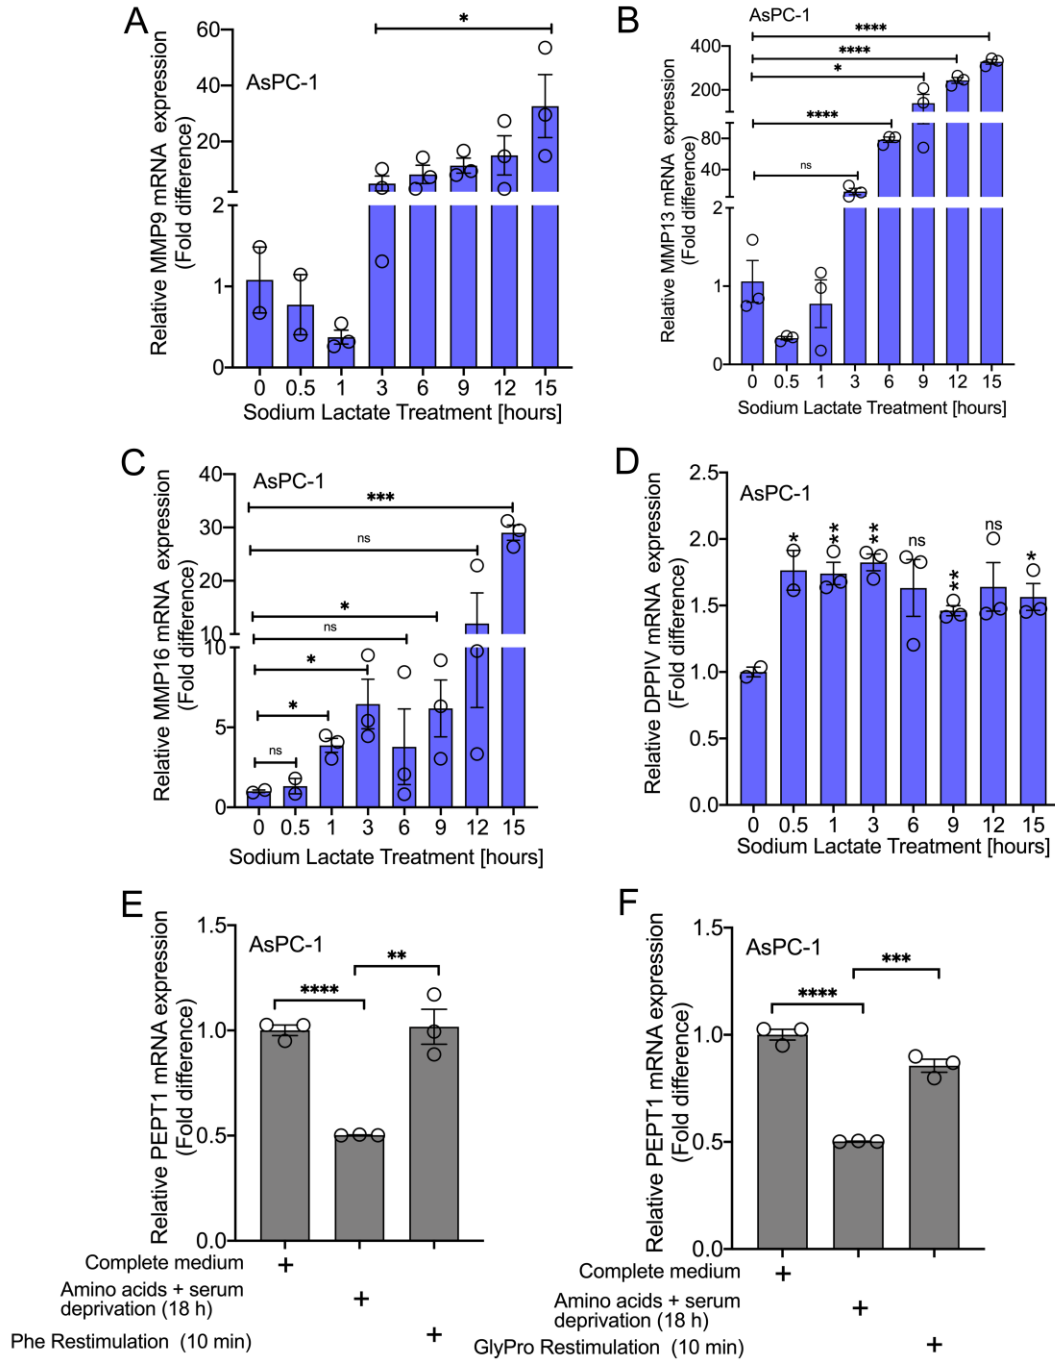 A
AsPC-1
*
Relative MMP9 mRNA expression
(Fold difference)
60
40
20
2
1
0
0 0.5 1 3 6 9 12 15
Sodium Lactate Treatment [hours]
B
AsPC-1
****
****
*
****
ns
Relative MMP13 mRNA expression
(Fold difference)
400
200
80
40
2
1
0
0 0.5 1 3 6 9 12 15
Sodium Lactate Treatment [hours]
C
AsPC-1
***
ns
*
ns
*
*
ns
Relative MMP16 mRNA expression
(Fold difference)
40
30
20
10
10
5
0
0 0.5 1 3 6 9 12 15
Sodium Lactate Treatment [hours]
D
AsPC-1
* ** ** ns ** ns *
Relative DPPIV mRNA expression
(Fold difference)
2.5
2.0
1.5
1.0
0.5
0.0
0 0.5 1 3 6 9 12 15
Sodium Lactate Treatment [hours]
E
AsPC-1
**
****
Relative PEPT1 mRNA expression
(Fold difference)
1.5
1.0
0.5
0.0
Complete medium +
Amino acids + serum
deprivation (18 h) +
Phe Restimulation (10 min) +
F
AsPC-1
***
****
Relative PEPT1 mRNA expression
(Fold difference)
1.5
1.0
0.5
0.0
Complete medium +
Amino acids + serum
deprivation (18 h) +
GlyPro Restimulation (10 min) +